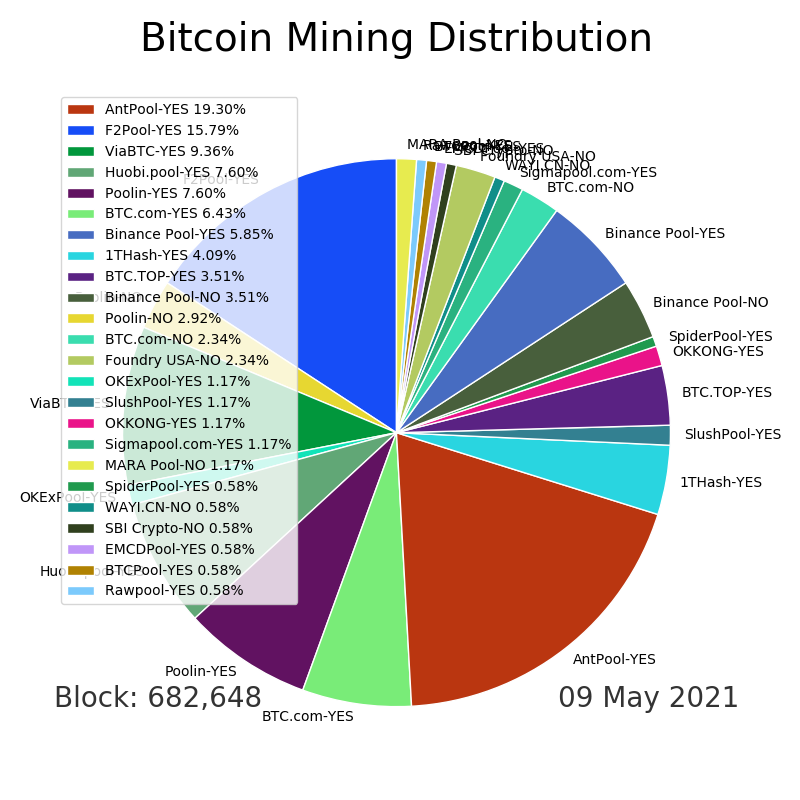 Bitcoin Mining Distribution
AntPool-YES 19.30%
F2Pool-YES 15.79%
ViaBTC-YES 9.36%
Huobi.pool-YES 7.60%
Poolin-YES 7.60%
BTC.com-YES 6.43%
Binance Pool-YES 5.85%
1THash-YES 4.09%
BTC.TOP-YES 3.51%
Binance Pool-NO 3.51%
Poolin-NO 2.92%
BTC.com-NO 2.34%
Foundry USA-NO 2.34%
OKExPool-YES 1.17%
SlushPool-YES 1.17%
OKKONG-YES 1.17%
Sigmapool.com-YES 1.17%
MARA Pool-NO 1.17%
SpiderPool-YES 0.58%
WAYI.CN-NO 0.58%
SBI Crypto-NO 0.58%
EMCDPool-YES 0.58%
BTCPool-YES 0.58%
Rawpool-YES 0.58%
MARA Pool-NO
Foundry USA-NO
WAYI.CN-NO
Sigmapool.com-YES
BTC.com-NO
Binance Pool-YES
Binance Pool-NO
SpiderPool-YES
OKKONG-YES
BTC.TOP-YES
SlushPool-YES
1THash-YES
AntPool-YES
BTC.com-YES
Poolin-YES
OKExPool-YES
F2Pool-YES
Block: 682,648
09 May 2021